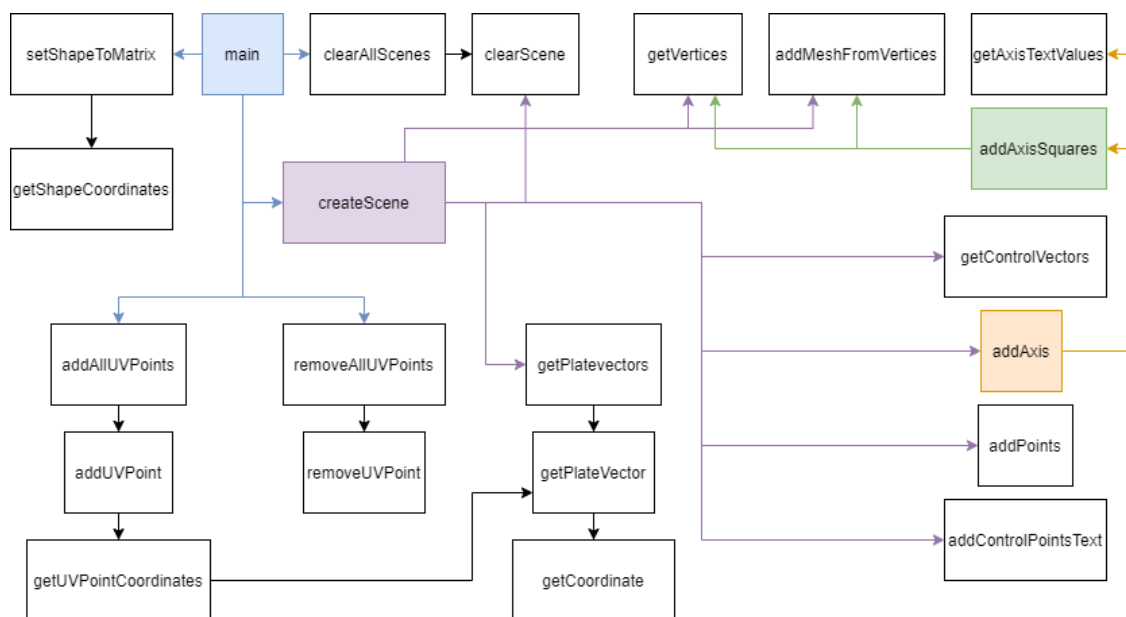 setShapeToMatrix
main
clearAllScenes
clearScene
getVertices
addMeshFromVertices
getAxisTextValues
getShapeCoordinates
createScene
addAxisSquares
getControlVectors
addAllUVPoints
removeAllUVPoints
getPlatevectors
addAxis
addUVPoint
removeUVPoint
getPlateVector
addPoints
getUVPointCoordinates
getCoordinate
addControlPointsText